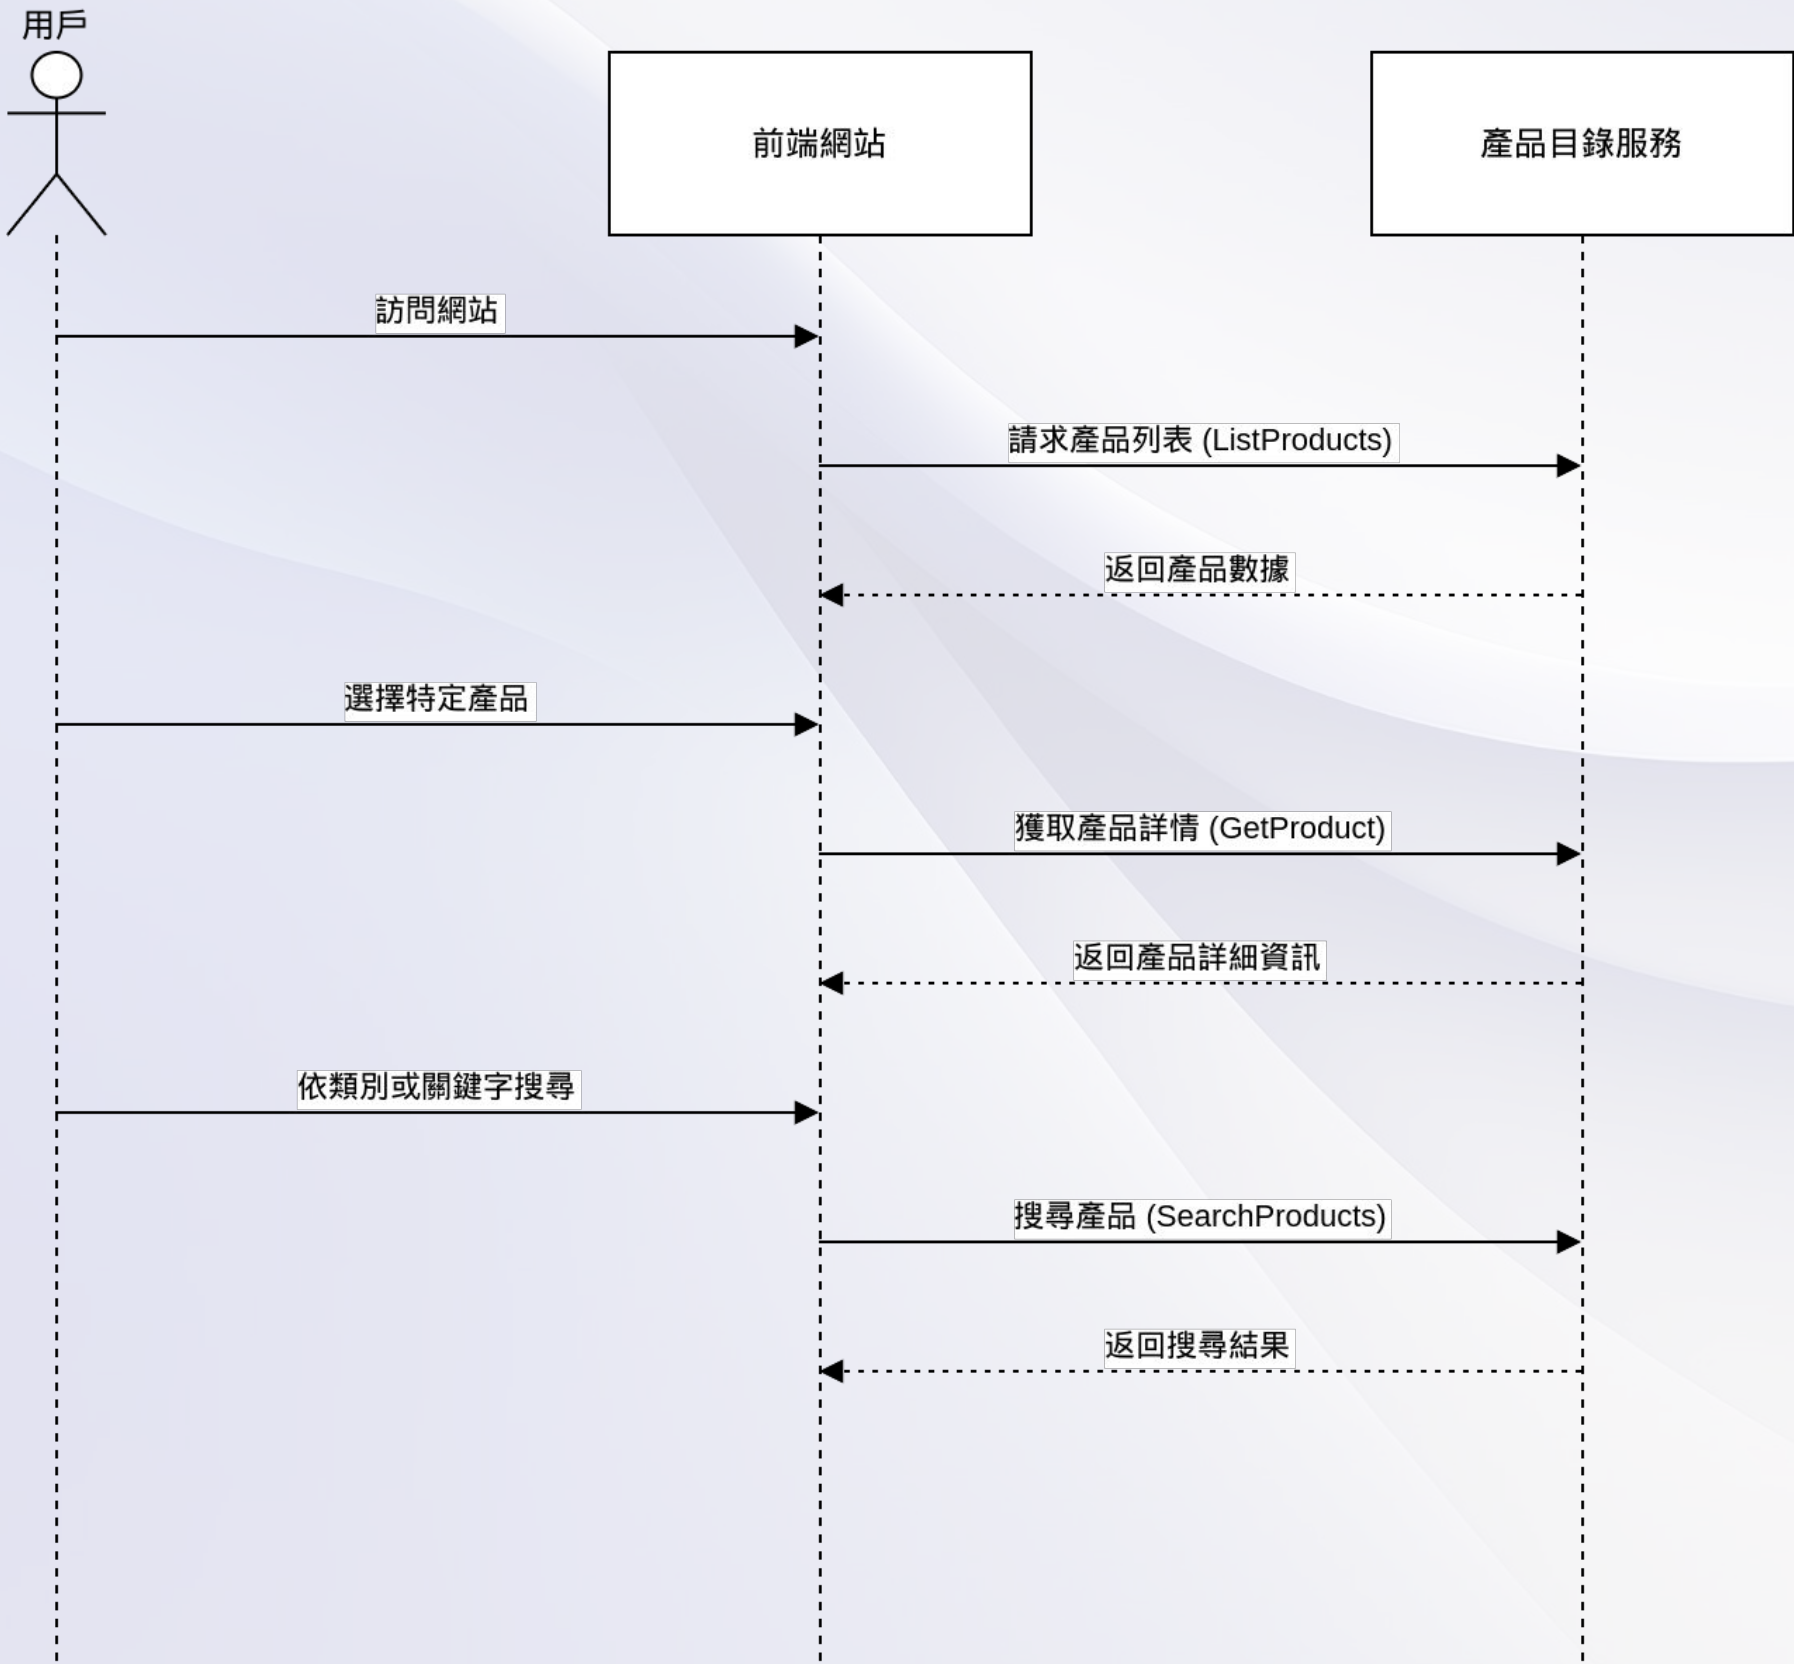 用戶
前端網站
產品目錄服務
訪問網站
請求產品列表 (ListProducts)
返回產品數據
選擇特定產品
獲取產品詳情 (GetProduct)
返回產品詳細資訊
依類別或關鍵字搜尋
搜尋產品 (SearchProducts)
返回搜尋結果